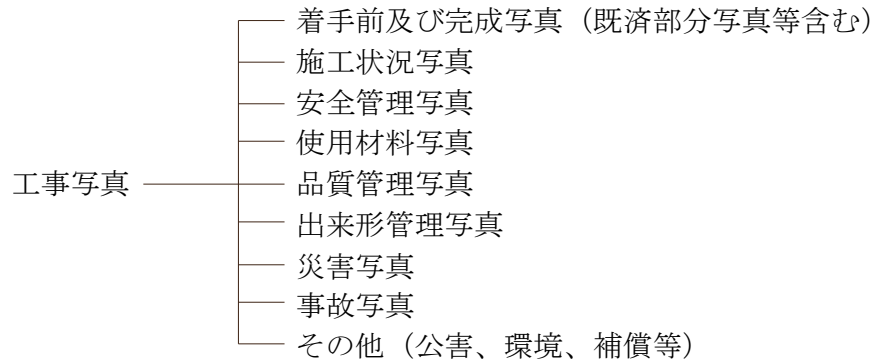 着手前及び完成写真（既済部分写真等含む）
施工状況写真
安全管理写真
使用材料写真
工事写真
品質管理写真
出来形管理写真
災害写真
事故写真
その他（公害、環境、補償等）